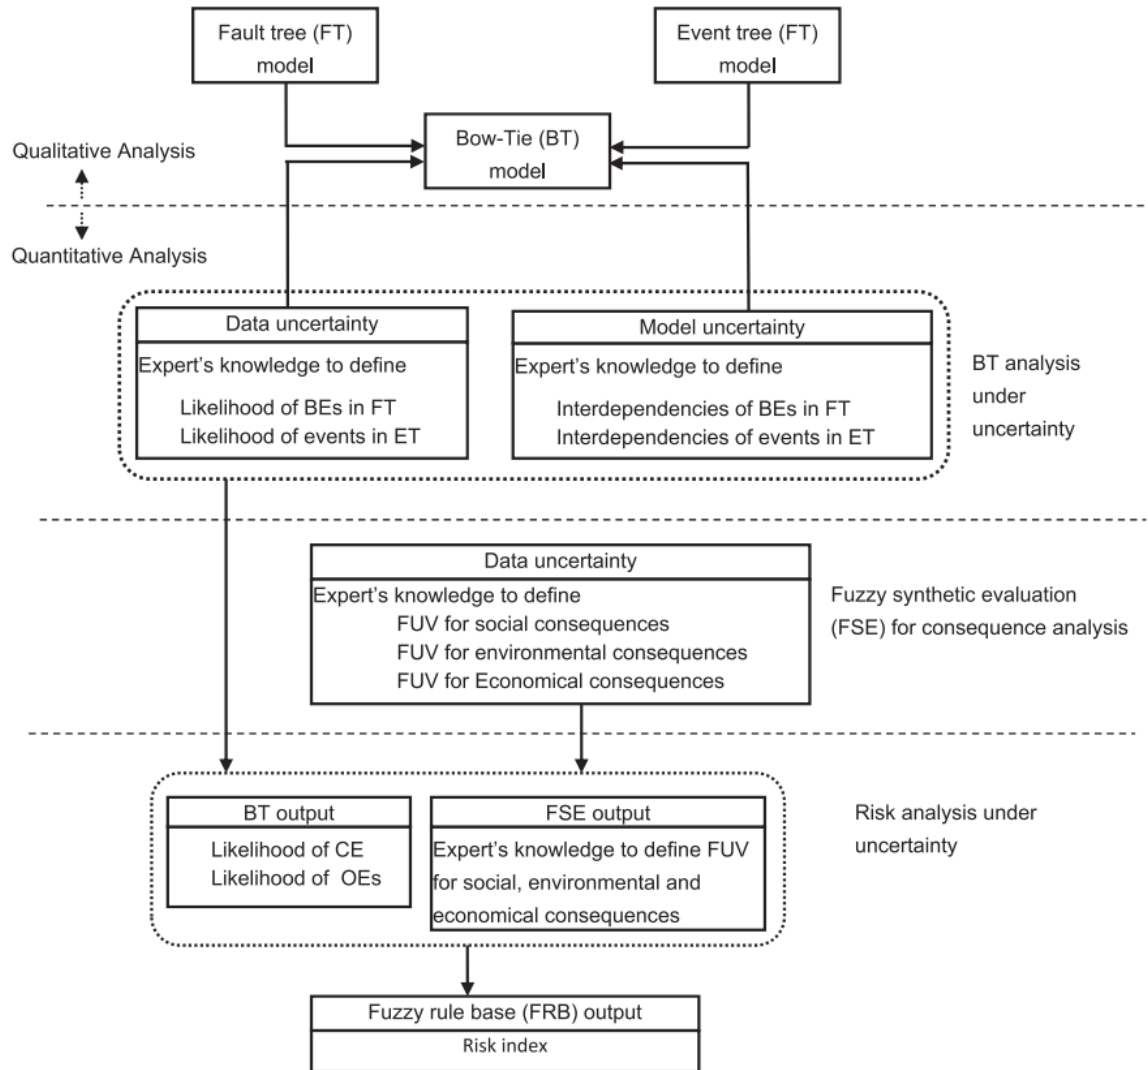 Fault tree (FT)
model
Event tree (FT)
model
Bow-Tie (BT)
model
Qualitative Analysis
Quantitative Analysis
Data uncertainty
Expert's knowledge to define
Likelihood of BEs in FT
Likelihood of events in ET
Model uncertainty
Expert's knowledge to define
Interdependencies of BEs in FT
Interdependencies of events in ET
BT analysis
under
uncertainty
Data uncertainty
Expert's knowledge to define
FUV for social consequences
FUV for environmental consequences
FUV for Economical consequences
Fuzzy synthetic evaluation
(FSE) for consequence analysis
BT output
Likelihood of CE
Likelihood of OEs
FSE output
Expert's knowledge to define FUV
for social, environmental and
economical consequences
Risk analysis under
uncertainty
Fuzzy rule base (FRB) output
Risk index